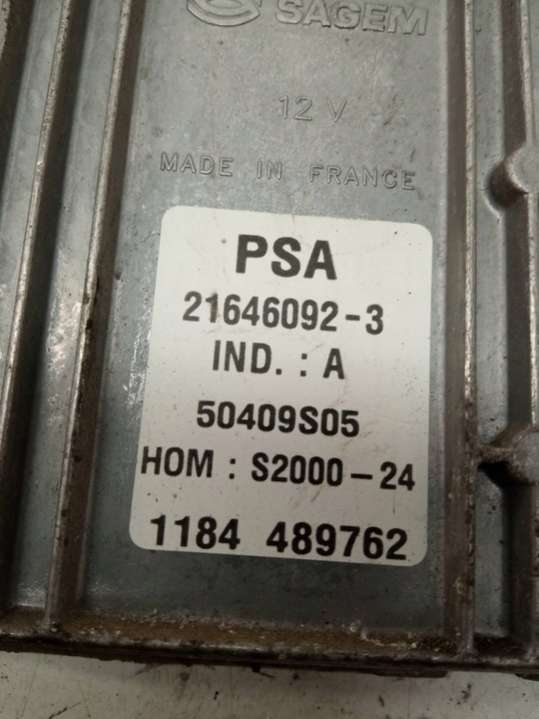 SAGEM
12 V
MADE IN FRANCE
PSA
21646092-3
IND. : A
50409S05
HOM : S2000-24
1184 489762